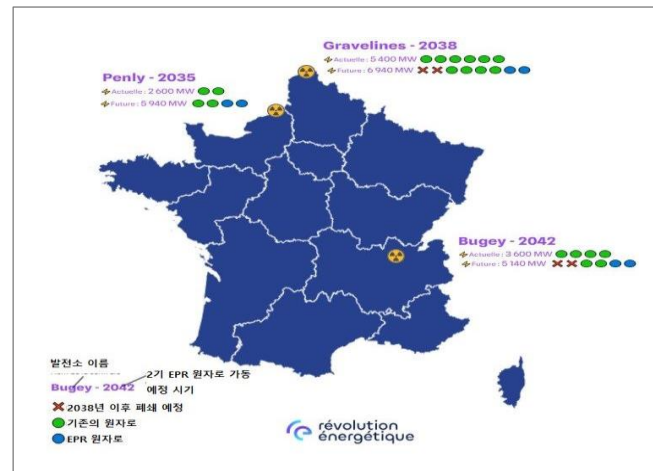 Gravelines - 2038
Actuelle : 5 400 MW
Future : 6 940 MW
Penly - 2035
Actuelle : 2 600 MW
Future : 5 940 MW
Bugey - 2042
Actuelle : 3 600 MW
Future : 5 140 MW
발전소 이름
Bugey - 2042
2기 EPR 원자로 가동
예정 시기
2038년 이후 폐쇄 예정
기존의 원자로
EPR 원자로
révolution
énergétique